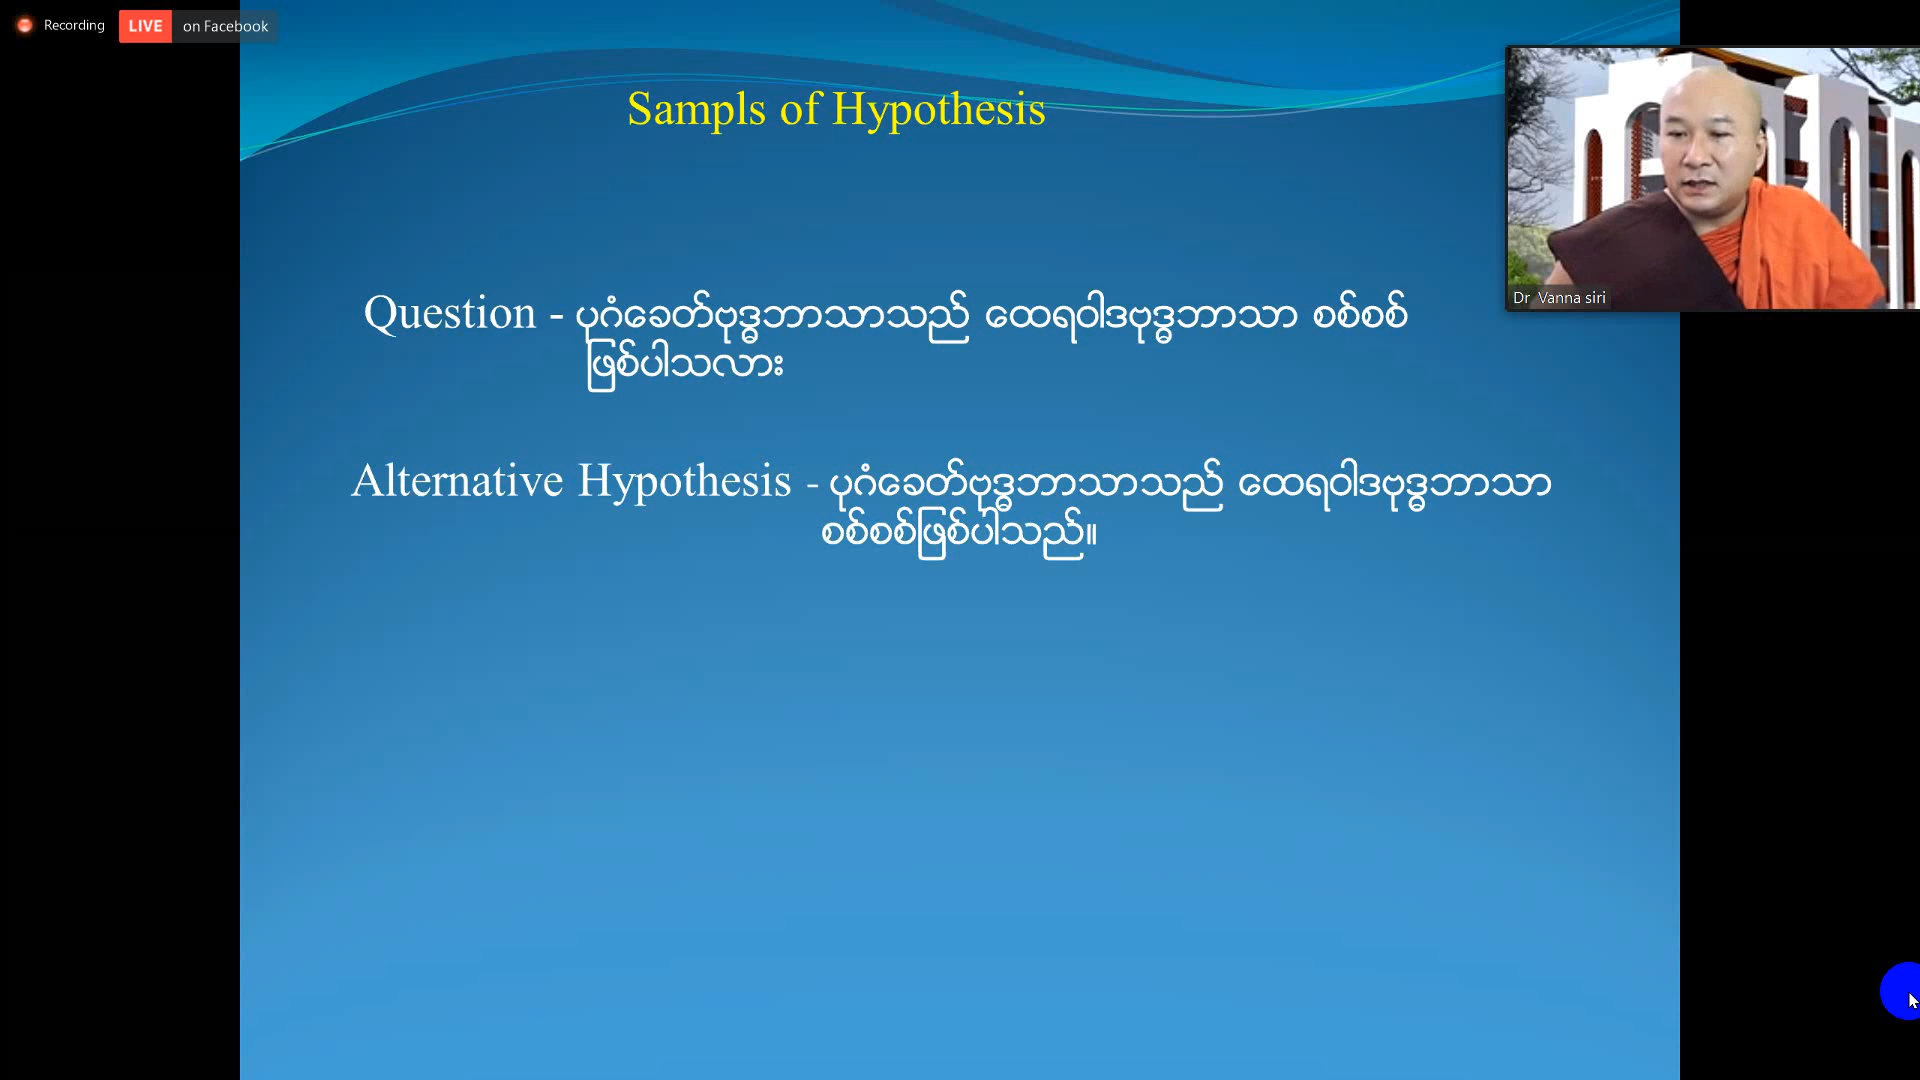 Recording LIVE on Facebook
Sampls of Hypothesis
Question - ပုဂံခေတ်ဗုဒ္ဓဘာသာသည် ထေရဝါဒဗုဒ္ဓဘာသာ စစ်စစ်
ဖြစ်ပါသလား
Alternative Hypothesis - ပုဂံခေတ်ဗုဒ္ဓဘာသာသည် ထေရဝါဒဗုဒ္ဓဘာသာ
စစ်စစ်ဖြစ်ပါသည်။
Dr Vanna siri